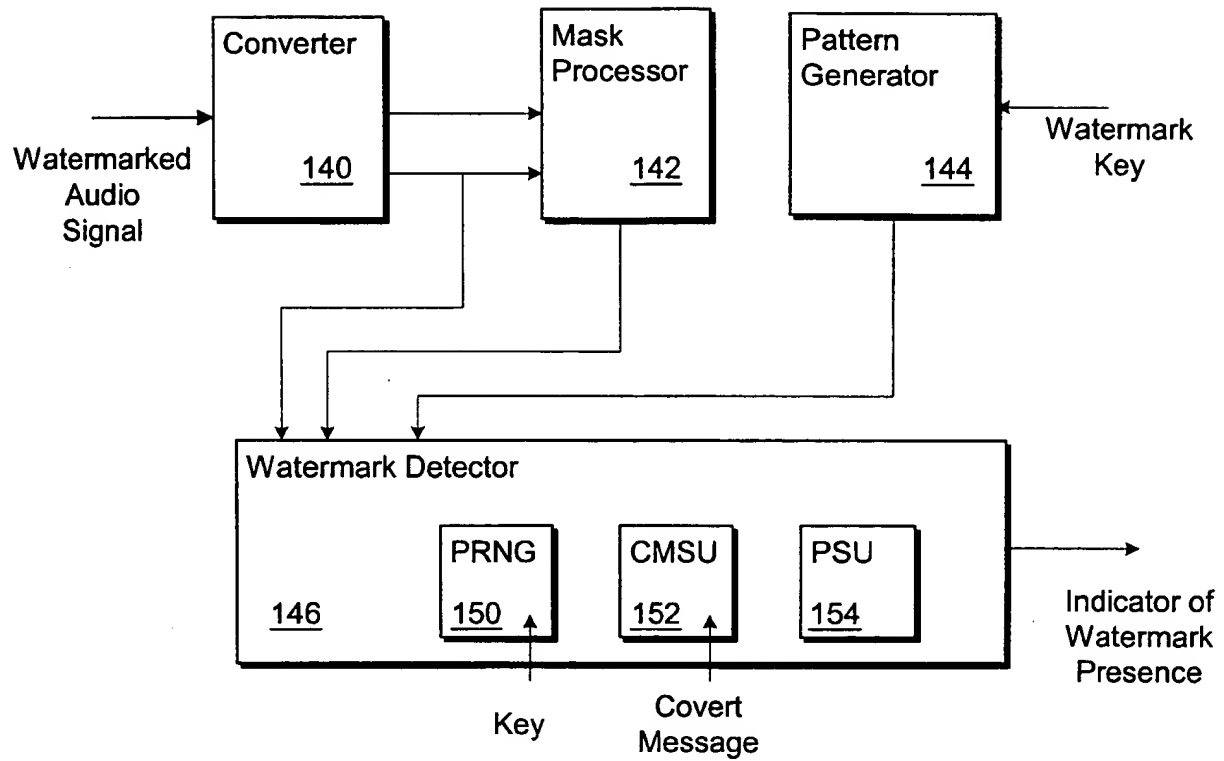 Converter
140
Mask
Processor
142
Pattern
Generator
144
Watermarked
Audio
Signal
Watermark
Key
Watermark Detector
146
PRNG
150
CMSU
152
PSU
154
Key
Covert
Message
Indicator of
Watermark
Presence